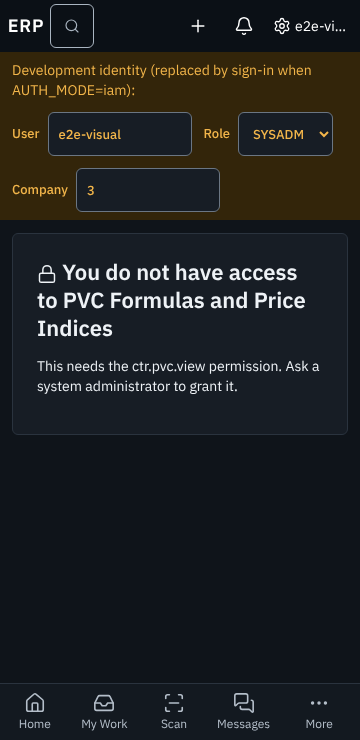 ERP
e2e-vi...
Development identity (replaced by sign-in when
AUTH_MODE=iam):
User e2e-visual Role SYSADM
Company 3
You do not have access
to PVC Formulas and Price
Indices
This needs the ctr.pvc.view permission. Ask a
system administrator to grant it.
Home My Work Scan Messages More